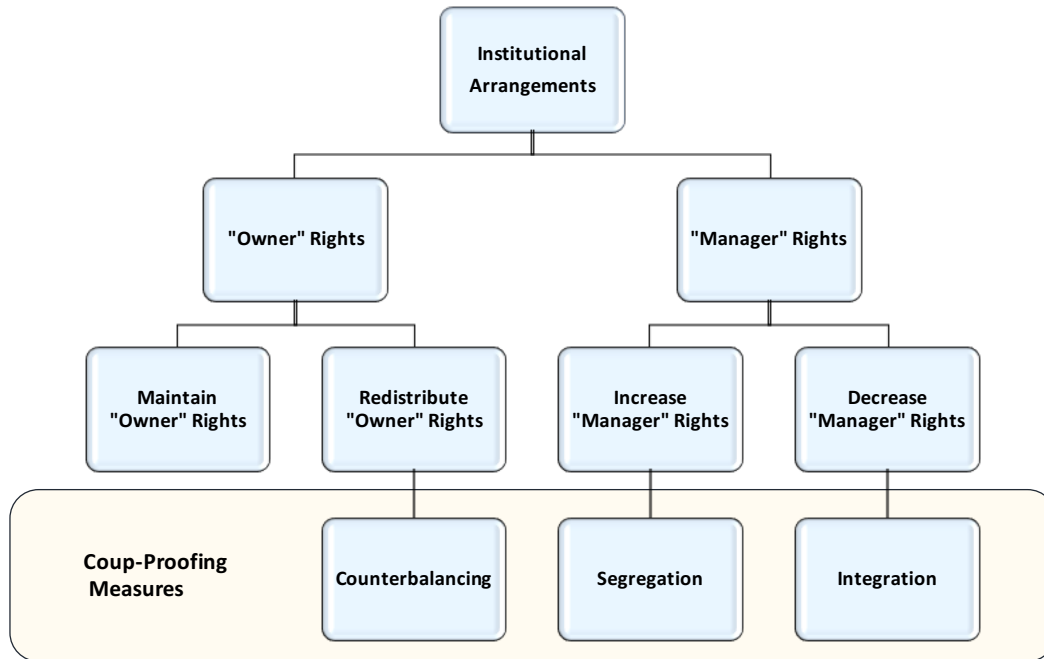 Institutional
Arrangements
"Owner" Rights
"Manager" Rights
Maintain
"Owner" Rights
Redistribute
"Owner" Rights
Increase
"Manager" Rights
Decrease
"Manager" Rights
Coup-Proofing
Measures
Counterbalancing
Segregation
Integration